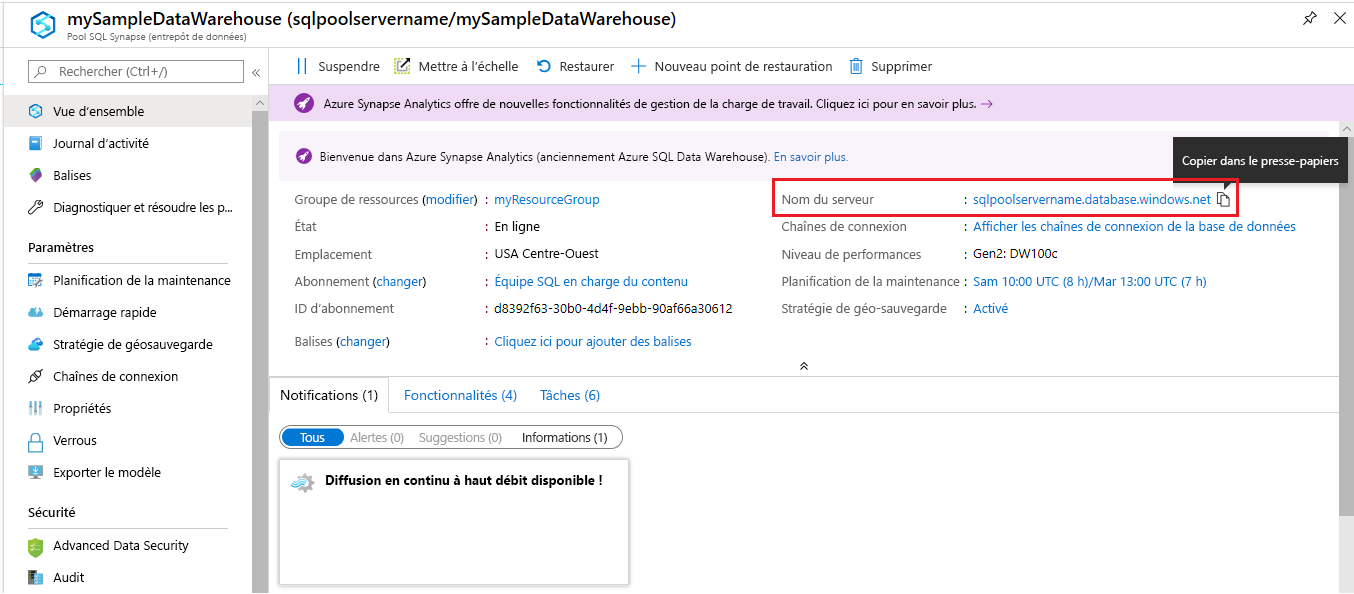 mySampleDataWarehouse (sqlpoolservername/mySampleDataWarehouse)
Pool SQL Synapse (entrepôt de données)
Rechercher (Ctrl+/)
«
Vue d'ensemble
Journal d'activité
Balises
Diagnostiquer et résoudre les p...
Paramètres
Planification de la maintenance
Démarrage rapide
Stratégie de géosauvegarde
Chaînes de connexion
Propriétés
Verrous
Exporter le modèle
Sécurité
Advanced Data Security
Audit
Suspendre Mettre à l'échelle Restaurer Nouveau point de restauration Supprimer
Azure Synapse Analytics offre de nouvelles fonctionnalités de gestion de la charge de travail. Cliquez ici pour en savoir plus. →
Bienvenue dans Azure Synapse Analytics (anciennement Azure SQL Data Warehouse). En savoir plus.
Copier dans le presse-papiers
Groupe de ressources (modifier) : myResourceGroup
État : En ligne
Emplacement : USA Centre-Ouest
Abonnement (changer) : Équipe SQL en charge du contenu
ID d'abonnement : d8392f63-30b0-4d4f-9ebb-90af66a30612
Balises (changer) : Cliquez ici pour ajouter des balises
Nom du serveur : sqlpoolservername.database.windows.net
Chaînes de connexion : Afficher les chaînes de connexion de la base de données
Niveau de performances : Gen2: DW100c
Planification de la maintenance : Sam 10:00 UTC (8 h)/Mar 13:00 UTC (7 h)
Stratégie de géo-sauvegarde : Activé
Notifications (1) Fonctionnalités (4) Tâches (6)
Tous Alertes (0) Suggestions (0) Informations (1)
Diffusion en continu à haut débit disponible !